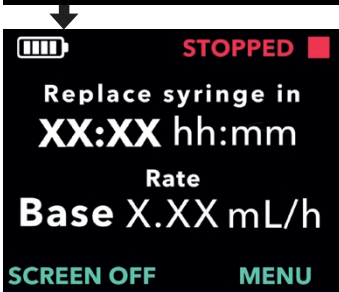 STOPPED
Replace syringe in
XX:XX hh:mm
Rate
Base X.XX mL/h
SCREEN OFF MENU